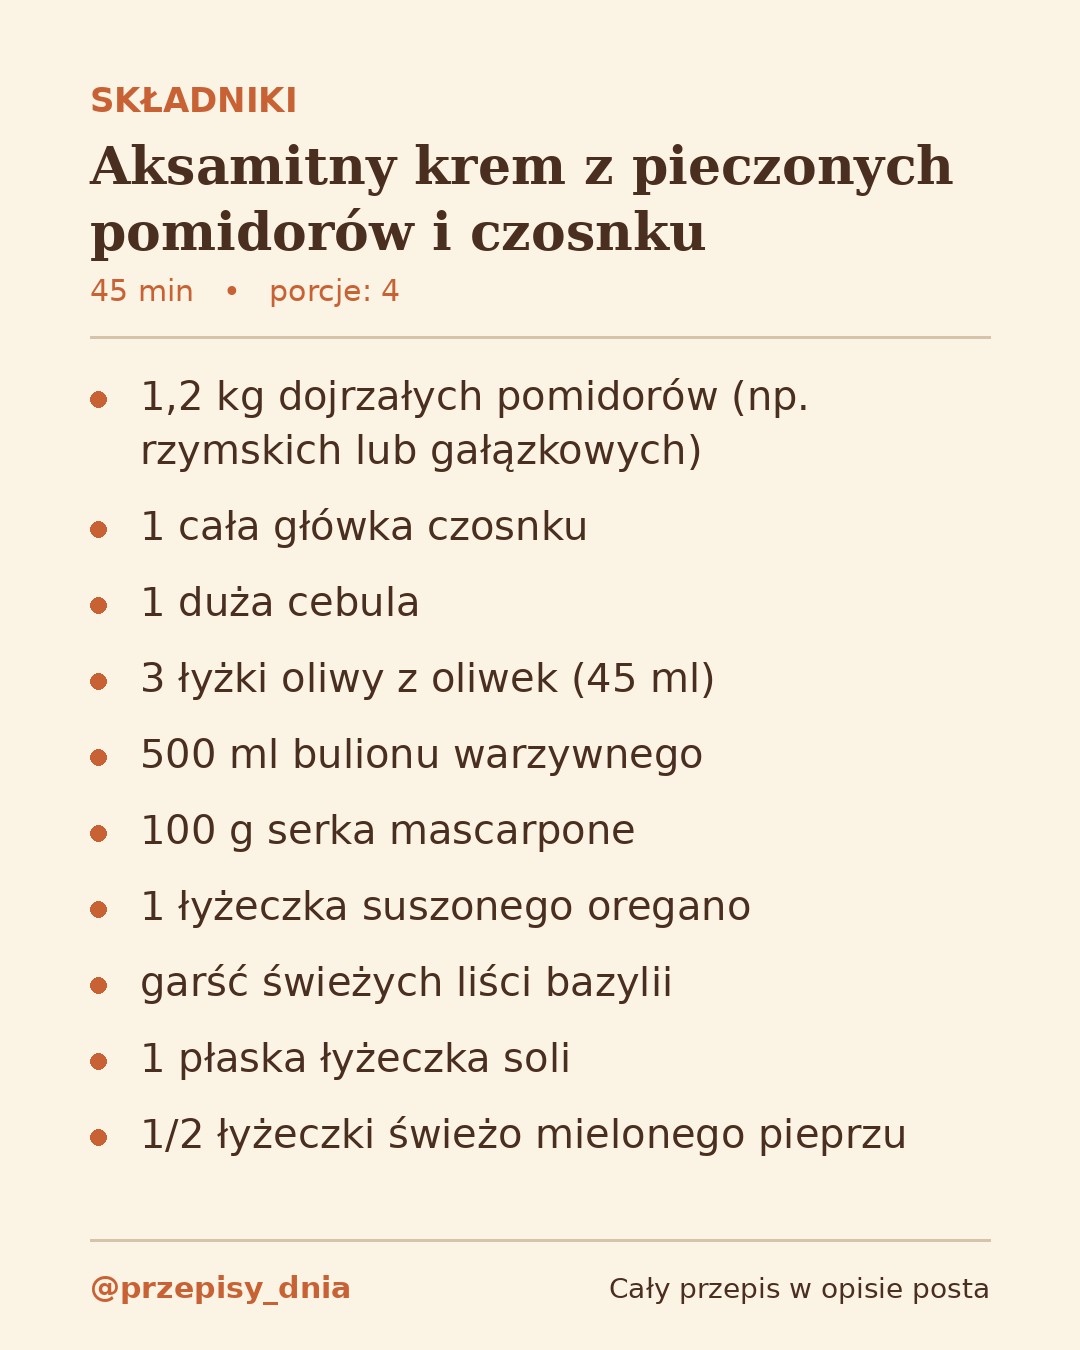 SKŁADNIKI
Aksamitny krem z pieczonych
pomidorów i czosnku
45 min • porcje: 4
• 1,2 kg dojrzałych pomidorów (np.
rzymskich lub gałązkowych)
• 1 cała główka czosnku
• 1 duża cebula
• 3 łyżki oliwy z oliwek (45 ml)
• 500 ml bulionu warzywnego
• 100 g serka mascarpone
• 1 łyżeczka suszonego oregano
• garść świeżych liści bazylii
• 1 płaska łyżeczka soli
• 1/2 łyżeczki świeżo mielonego pieprzu
@przepisy_dnia Cały przepis w opisie posta